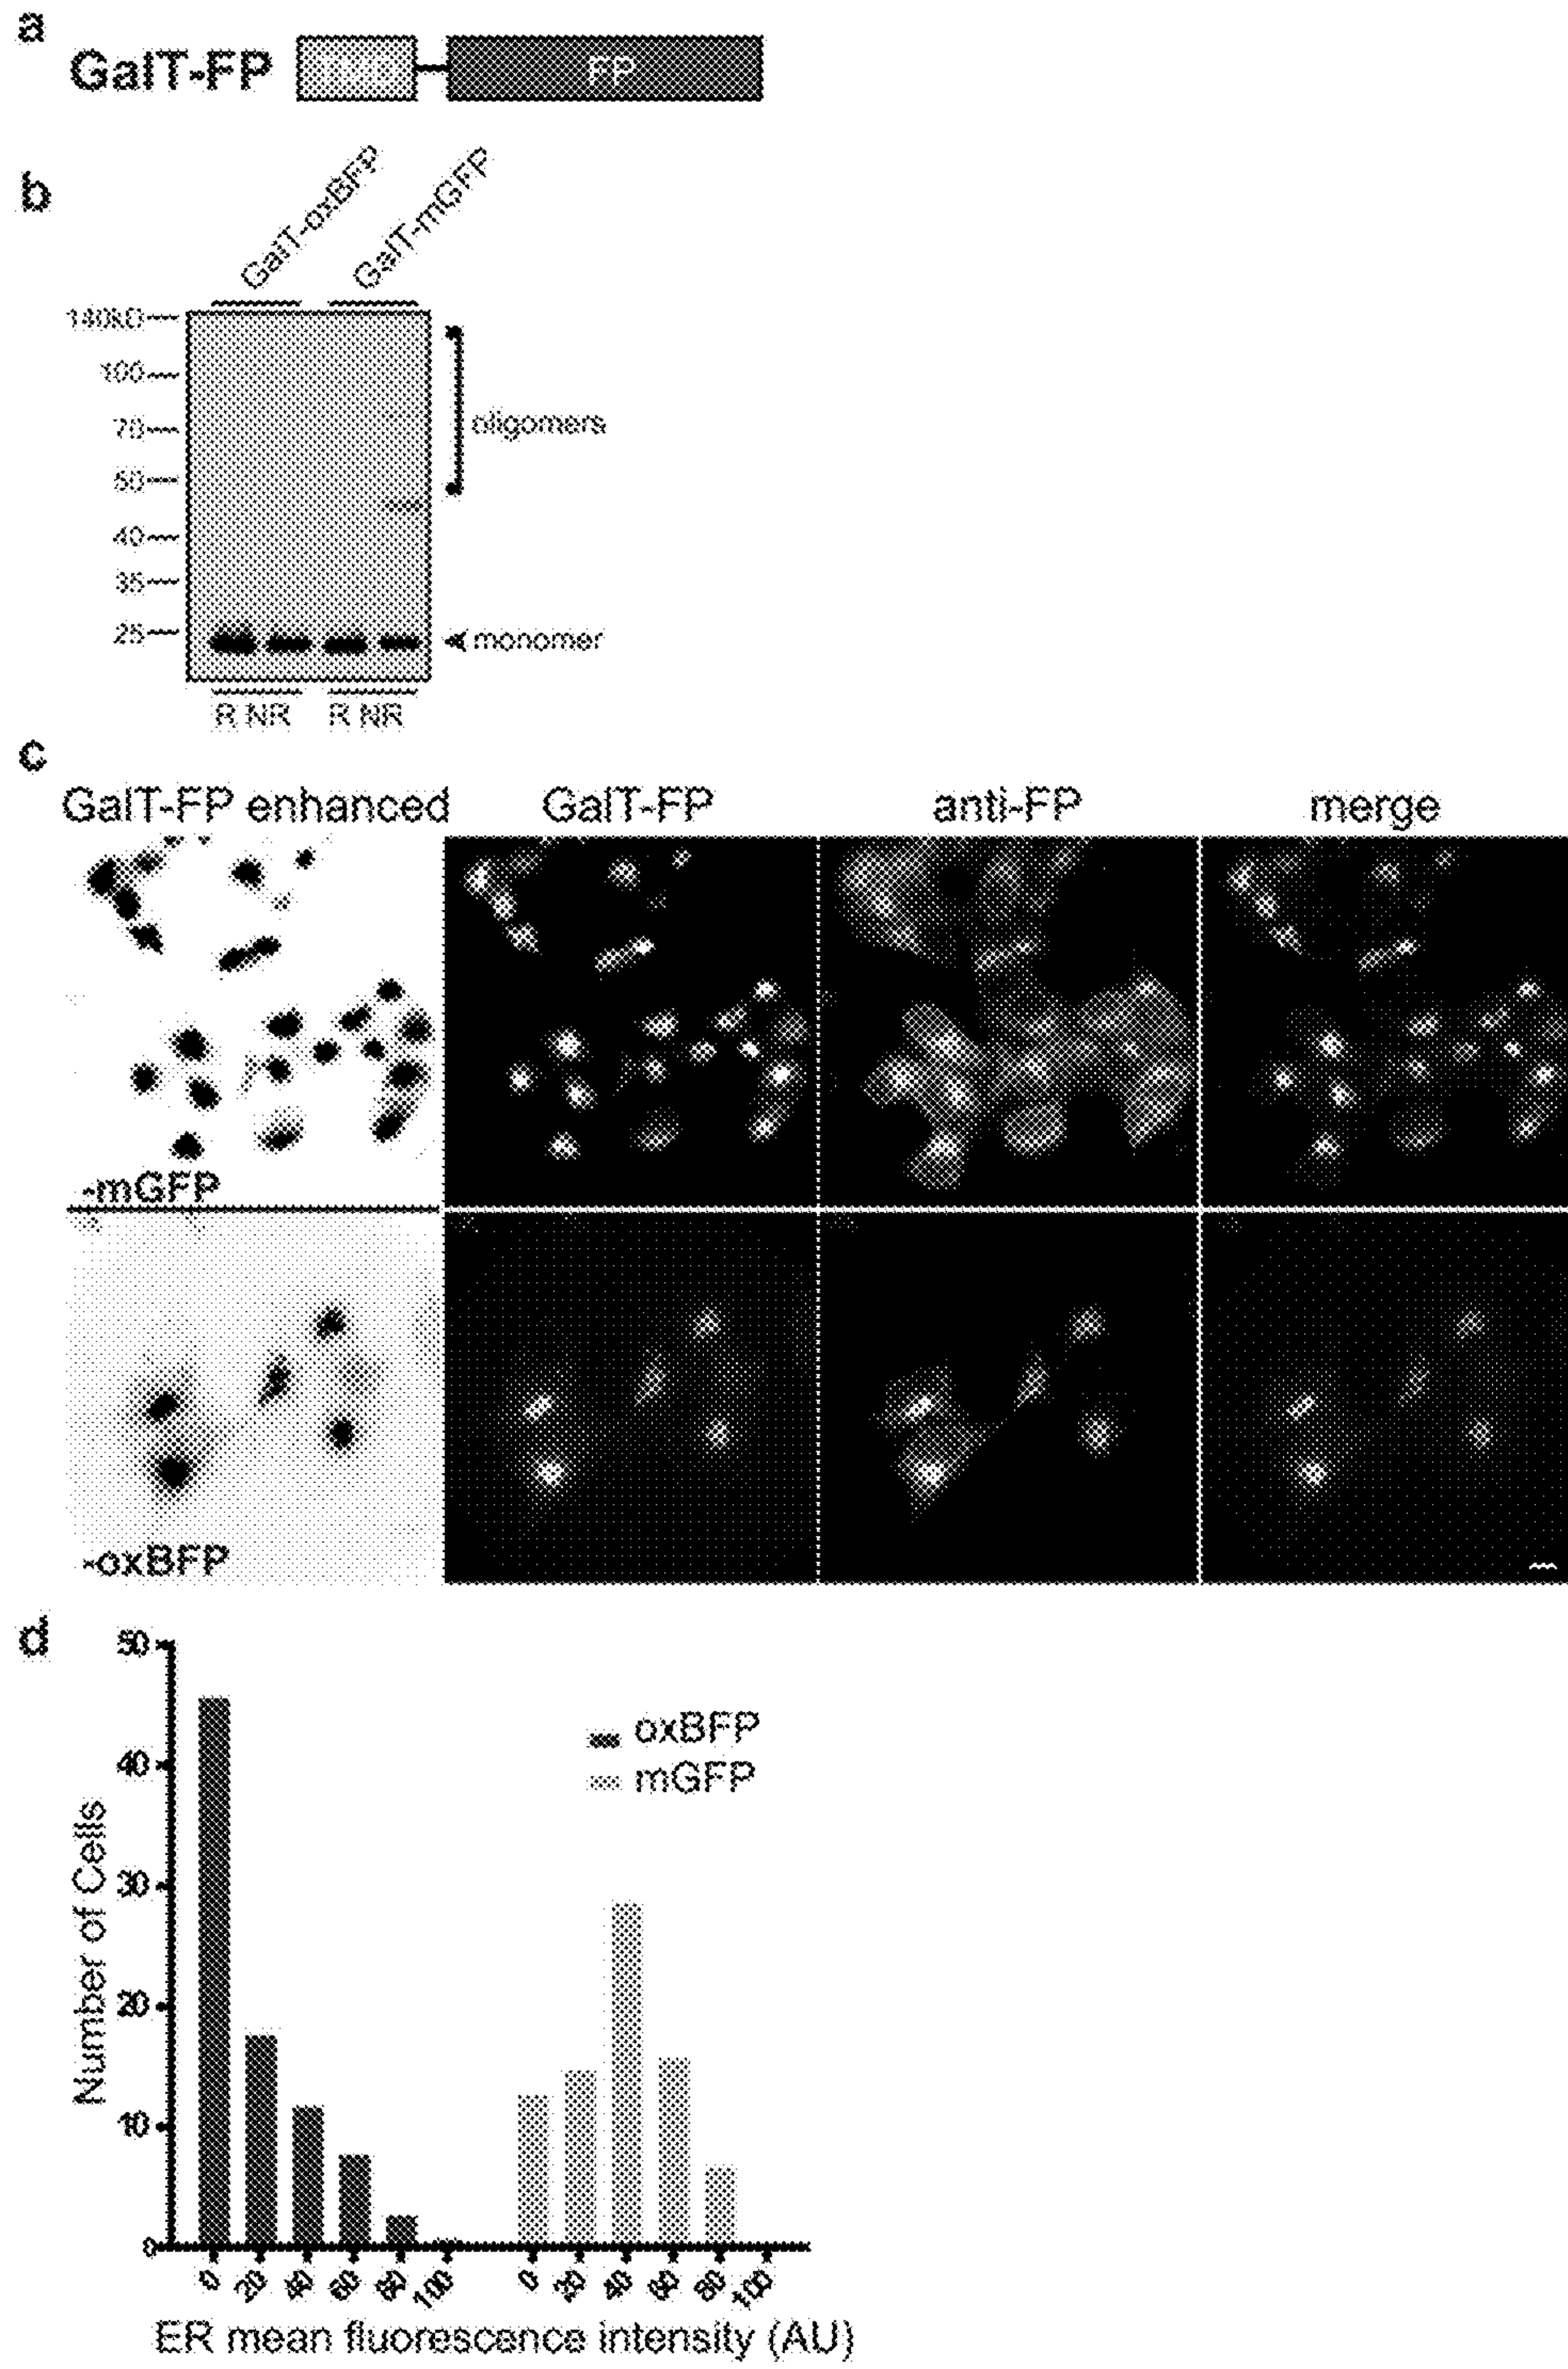 a
GalT-FP
FP
b
GalT-oxBFP GalT-mGFP
140kD
100
70
50
40
35
25
oligomers
monomer
R NR R NR
c
GalT-FP enhanced GalT-FP anti-FP merge
-mGFP
-oxBFP
d
50
40
30
20
10
0
Number of Cells
oxBFP
mGFP
0 20 40 60 80 100 0 20 40 60 80 100
ER mean fluorescence intensity (AU)